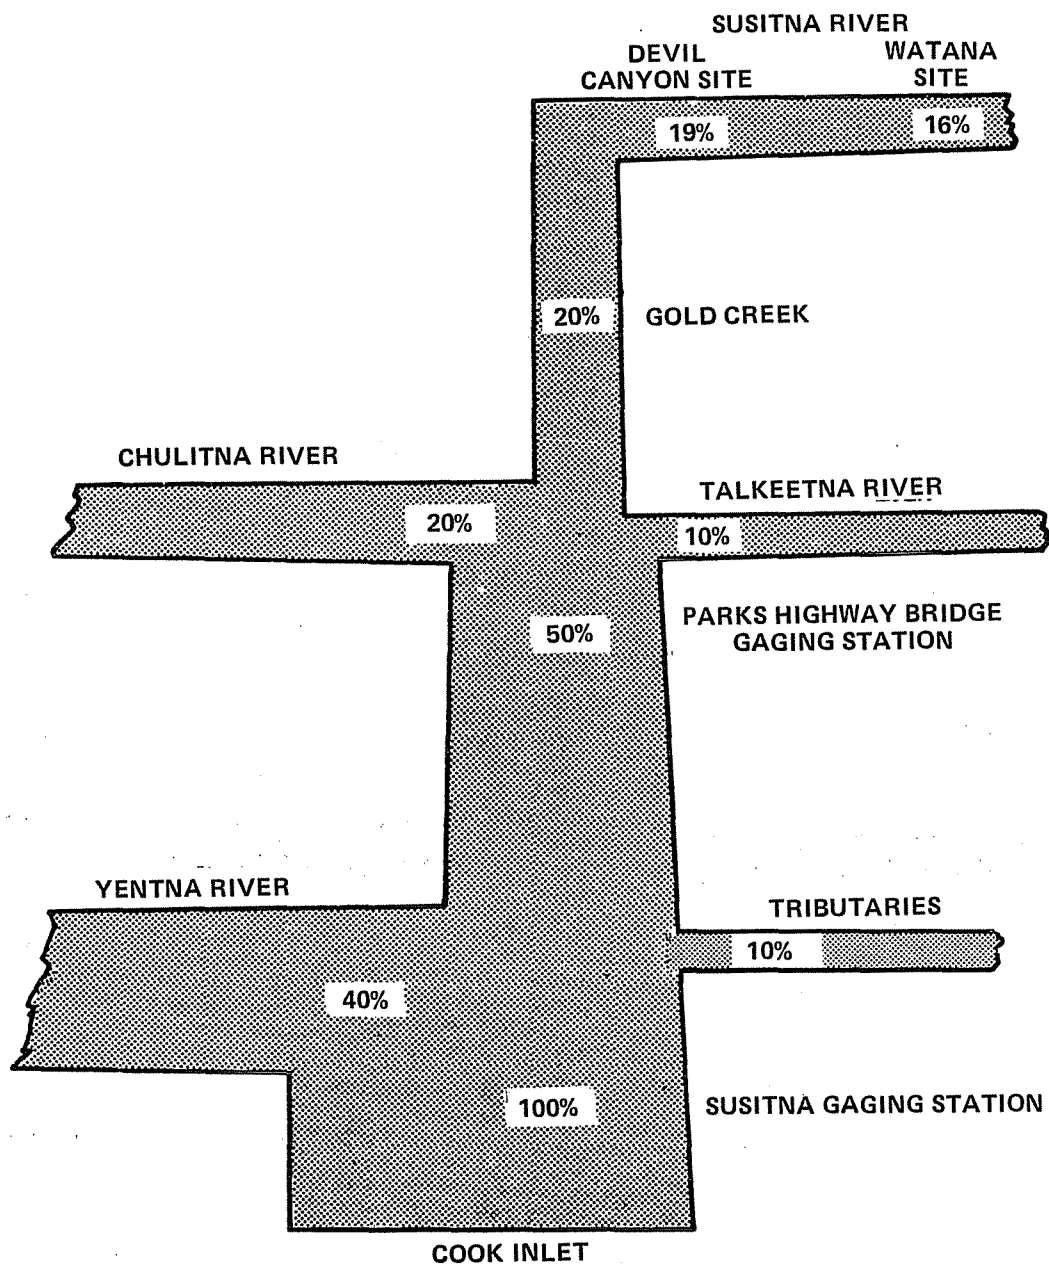 SUSITNA RIVER
DEVIL
CANYON SITE
WATANA
SITE
19%
16%
20%
GOLD CREEK
CHULITNA RIVER
TALKEETNA RIVER
20%
10%
50%
PARKS HIGHWAY BRIDGE
GAGING STATION
YENTNA RIVER
TRIBUTARIES
10%
40%
100%
SUSITNA GAGING STATION
COOK INLET